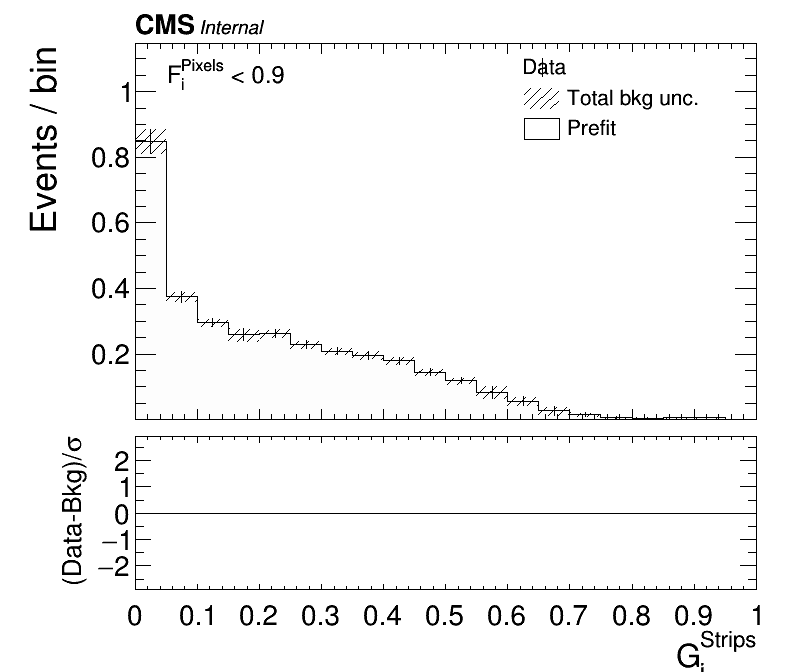 CMS Internal
F_i^Pixels < 0.9
Data
Total bkg unc.
Prefit
Events / bin
1
0.8
0.6
0.4
0.2
(Data-Bkg)/σ
2
1
0
−1
−2
0 0.1 0.2 0.3 0.4 0.5 0.6 0.7 0.8 0.9 1
G_i^Strips